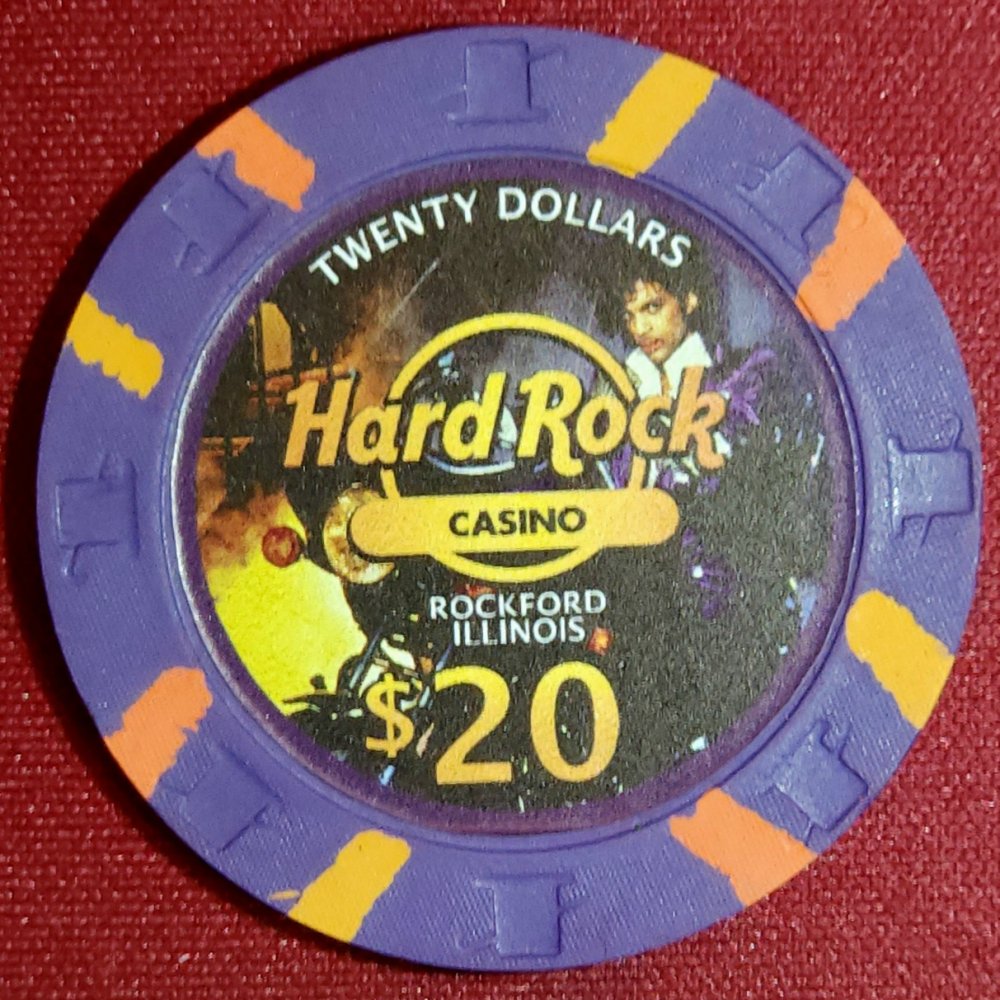 TWENTY DOLLARS
Hard Rock
CASINO
ROCKFORD
ILLINOIS
$20